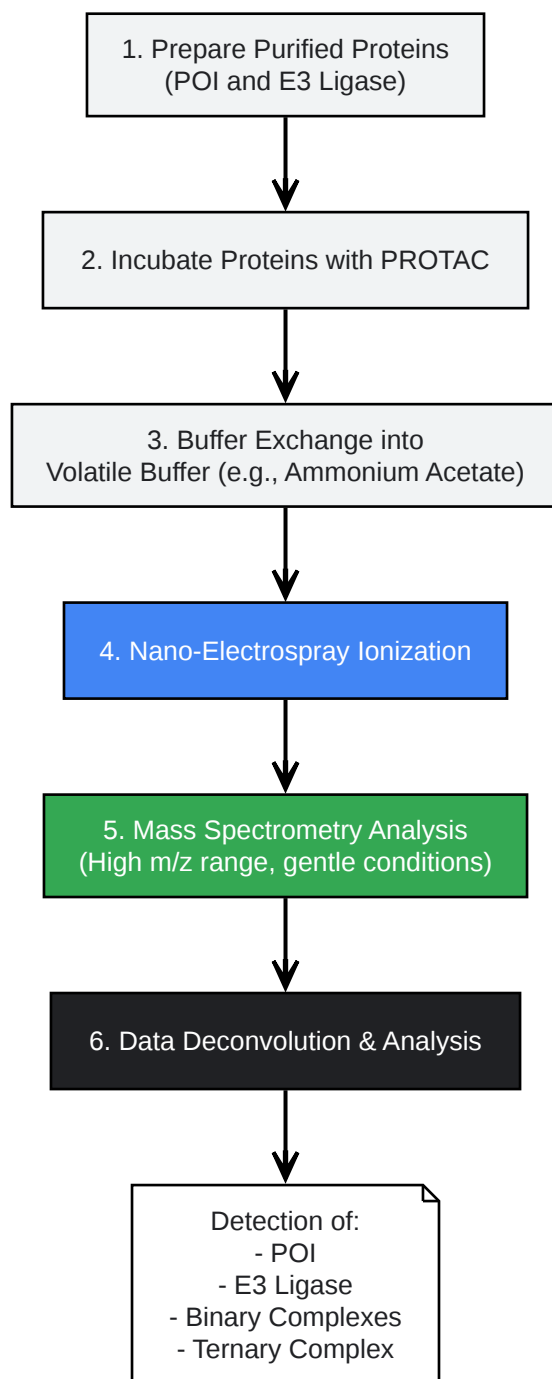 1. Prepare Purified Proteins
(POI and E3 Ligase)
2. Incubate Proteins with PROTAC
3. Buffer Exchange into
Volatile Buffer (e.g., Ammonium Acetate)
4. Nano-Electrospray Ionization
5. Mass Spectrometry Analysis
(High m/z range, gentle conditions)
6. Data Deconvolution & Analysis
Detection of:
- POI
- E3 Ligase
- Binary Complexes
- Ternary Complex